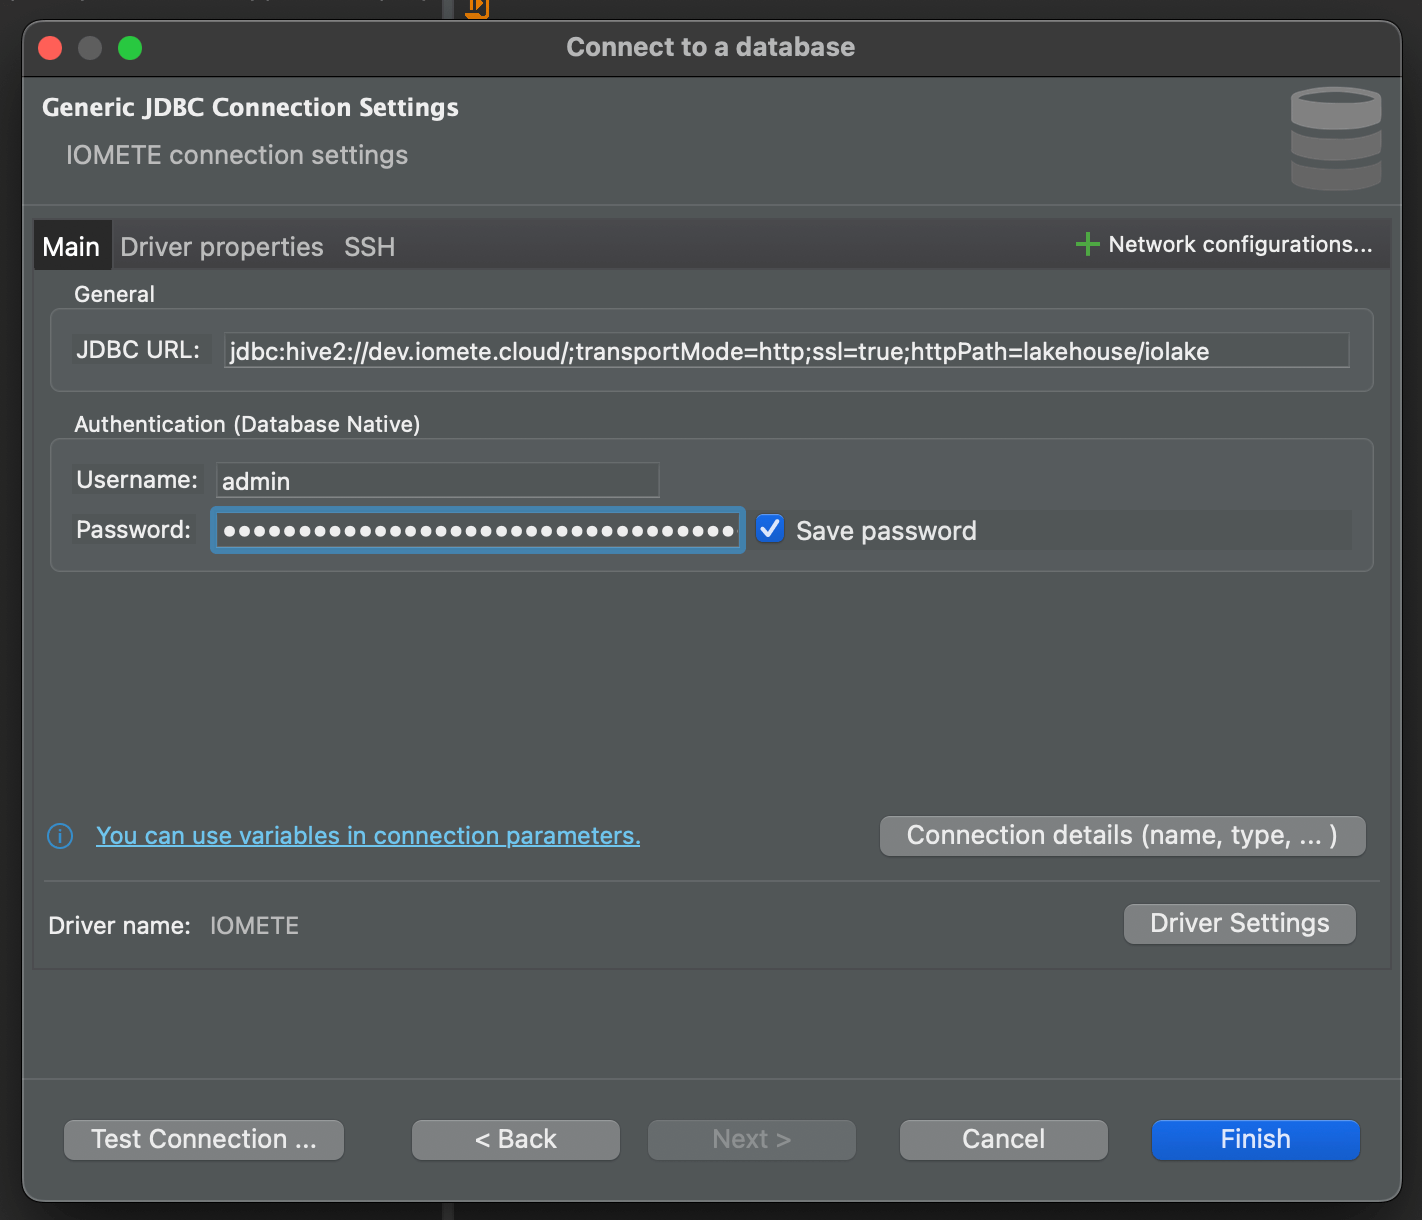 Connect to a database
Generic JDBC Connection Settings
IOMETE connection settings
Main Driver properties SSH Network configurations...
General
JDBC URL: jdbc:hive2://dev.iomete.cloud/;transportMode=http;ssl=true;httpPath=lakehouse/iolake
Authentication (Database Native)
Username: admin
Password: ●●●●●●●●●●●●●●●●●●●●●●●●●●●●●●●●●● Save password
You can use variables in connection parameters. Connection details (name, type, ... )
Driver name: IOMETE Driver Settings
Test Connection ... < Back Next > Cancel Finish